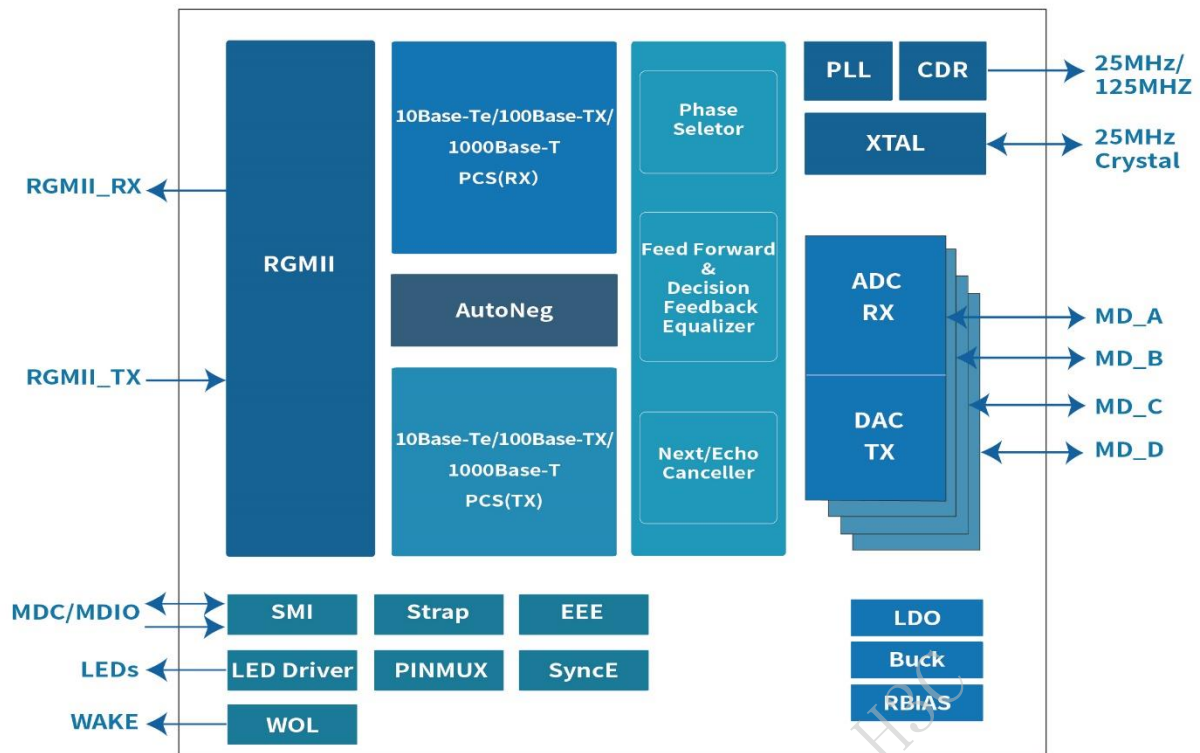 PLL
CDR
25MHz/
125MHZ
XTAL
25MHz
Crystal
10Base-Te/100Base-TX/
1000Base-T
PCS(RX)
Phase
Seletor
RGMII_RX
RGMII
Feed Forward
&
Decision
Feedback
Equalizer
AutoNeg
ADC
RX
MD_A
MD_B
RGMII_TX
MD_C
DAC
TX
MD_D
10Base-Te/100Base-TX/
1000Base-T
PCS(TX)
Next/Echo
Canceller
MDC/MDIO
SMI
Strap
EEE
LDO
LEDs
LED Driver
PINMUX
SyncE
Buck
WAKE
WOL
RBIAS
H3C